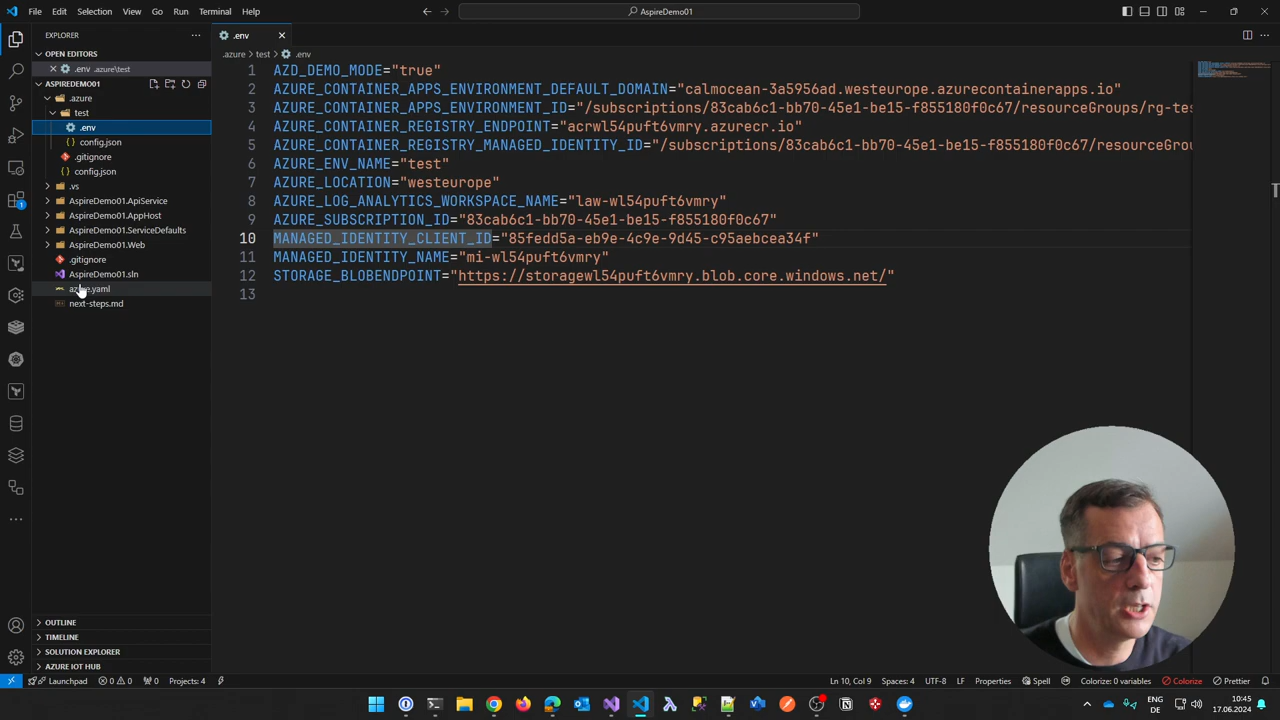 File Edit Selection View Go Run Terminal Help
AspireDemo01
EXPLORER
.env
OPEN EDITORS
.env .azure\test
.azure > test > .env
ASPIREDEMO01
.azure
test
.env
config.json
.gitignore
config.json
.vs
AspireDemo01.ApiService
AspireDemo01.AppHost
AspireDemo01.ServiceDefaults
AspireDemo01.Web
.gitignore
AspireDemo01.sln
azure.yaml
next-steps.md
1 AZD_DEMO_MODE="true"
2 AZURE_CONTAINER_APPS_ENVIRONMENT_DEFAULT_DOMAIN="calmocean-3a5956ad.westeurope.azurecontainerapps.io"
3 AZURE_CONTAINER_APPS_ENVIRONMENT_ID="/subscriptions/83cab6c1-bb70-45e1-be15-f855180f0c67/resourceGroups/rg-tes
4 AZURE_CONTAINER_REGISTRY_ENDPOINT="acrwl54puft6vmry.azurecr.io"
5 AZURE_CONTAINER_REGISTRY_MANAGED_IDENTITY_ID="/subscriptions/83cab6c1-bb70-45e1-be15-f855180f0c67/resourceGrou
6 AZURE_ENV_NAME="test"
7 AZURE_LOCATION="westeurope"
8 AZURE_LOG_ANALYTICS_WORKSPACE_NAME="law-wl54puft6vmry"
9 AZURE_SUBSCRIPTION_ID="83cab6c1-bb70-45e1-be15-f855180f0c67"
10 MANAGED_IDENTITY_CLIENT_ID="85fedd5a-eb9e-4c9e-9d45-c95aebcea34f"
11 MANAGED_IDENTITY_NAME="mi-wl54puft6vmry"
12 STORAGE_BLOBENDPOINT="https://storagewl54puft6vmry.blob.core.windows.net/"
13
OUTLINE
TIMELINE
SOLUTION EXPLORER
AZURE IOT HUB
Launchpad 0 0 0 Projects: 4
Ln 10, Col 9 Spaces: 4 UTF-8 LF Properties Spell Colorize: 0 variables Colorize Prettier
ENG 10:45
DE 17.06.2024